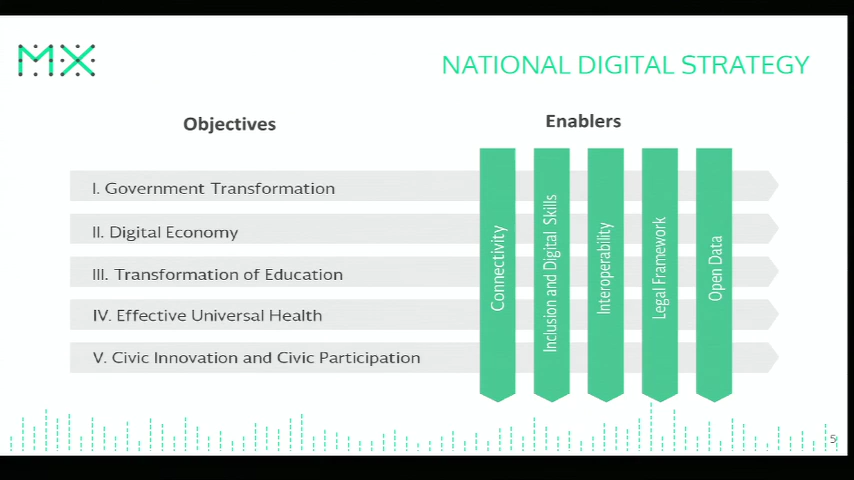 MX
NATIONAL DIGITAL STRATEGY
Objectives
Enablers
I. Government Transformation
II. Digital Economy
III. Transformation of Education
IV. Effective Universal Health
V. Civic Innovation and Civic Participation
Connectivity
Inclusion and Digital Skills
Interoperability
Legal Framework
Open Data
5